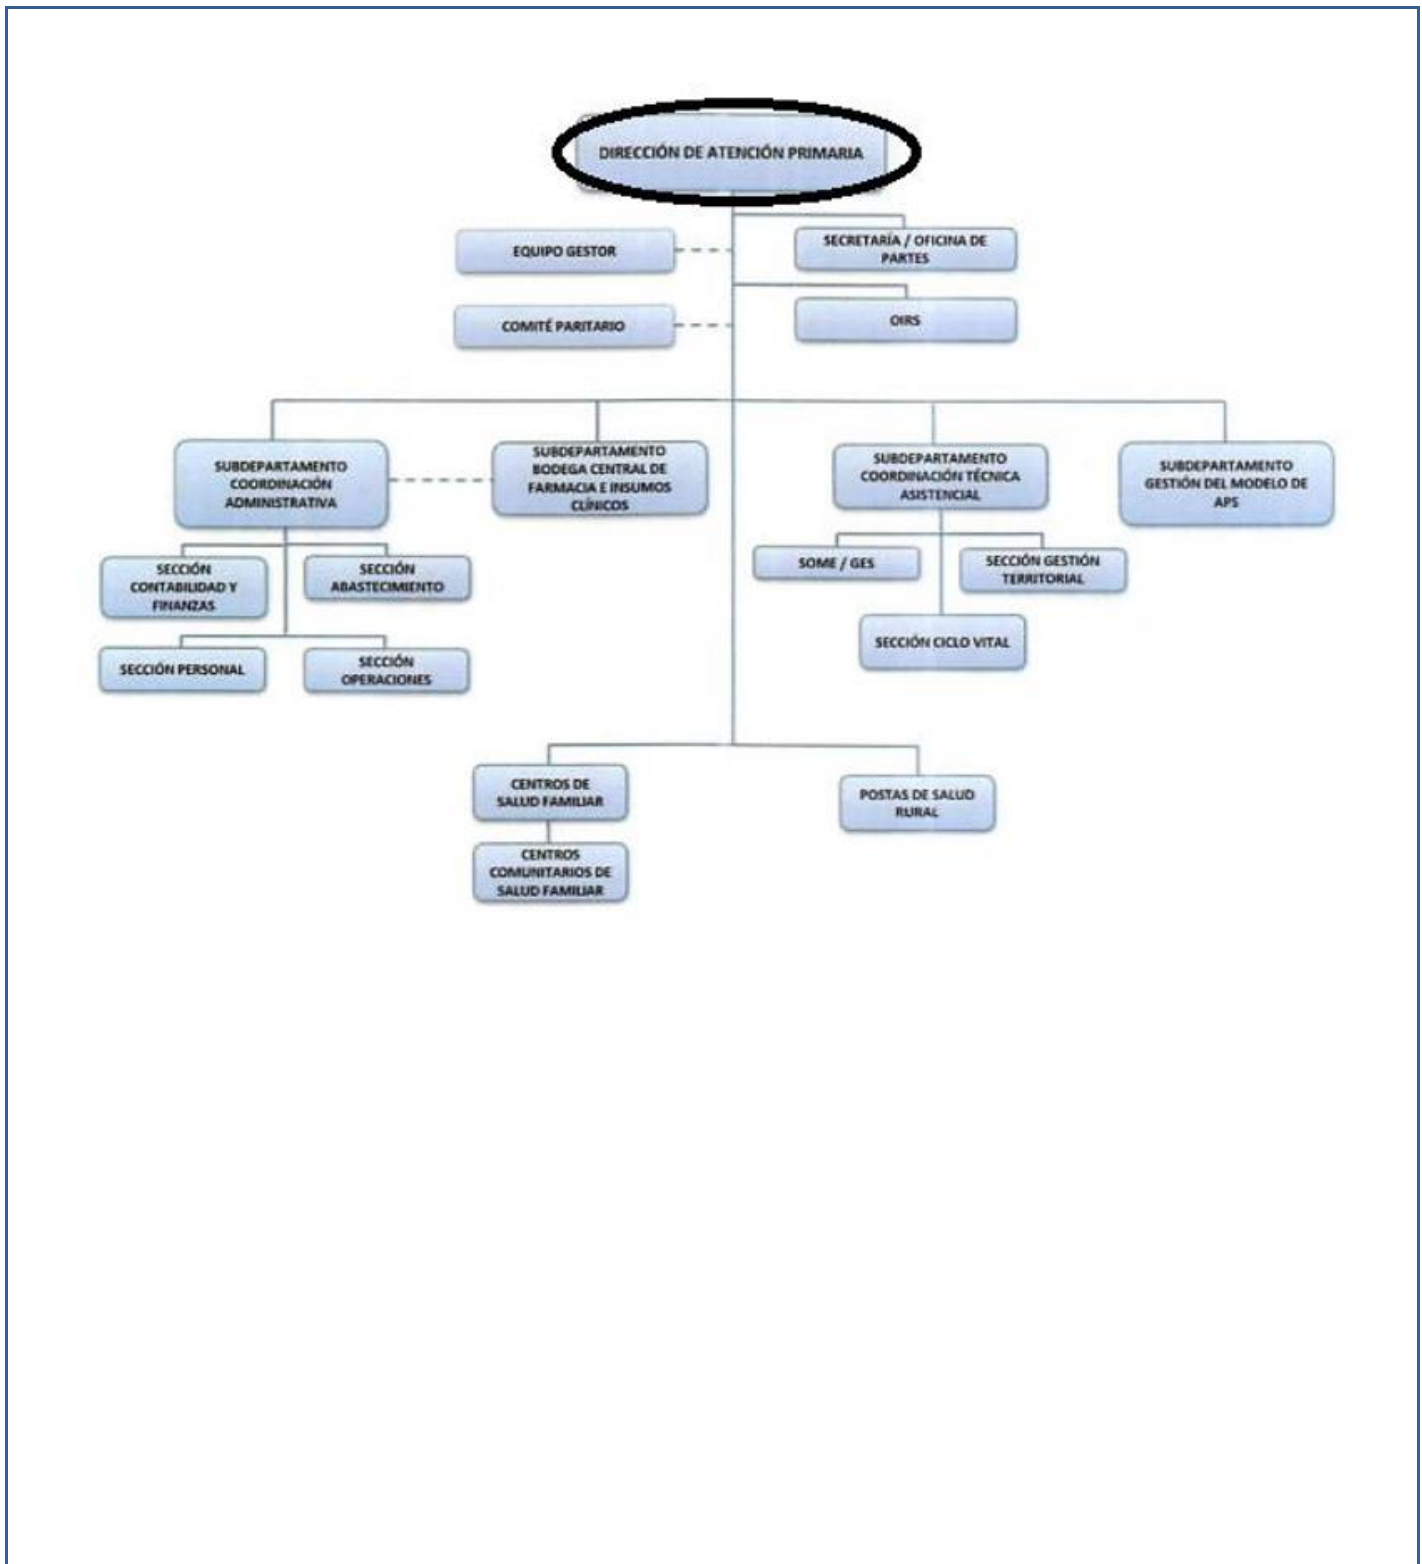 DIRECCIÓN DE ATENCIÓN PRIMARIA
EQUIPO GESTOR
SECRETARÍA / OFICINA DE
PARTES
COMITÉ PARITARIO
OIRS
SUBDEPARTAMENTO
COORDINACIÓN
ADMINISTRATIVA
SUBDEPARTAMENTO
BODEGA CENTRAL DE
FARMACIA E INSUMOS
CLÍNICOS
SUBDEPARTAMENTO
COORDINACIÓN TÉCNICA
ASISTENCIAL
SUBDEPARTAMENTO
GESTIÓN DEL MODELO DE
APS
SECCIÓN
CONTABILIDAD Y
FINANZAS
SECCIÓN
ABASTECIMIENTO
SOME / GES
SECCIÓN GESTIÓN
TERRITORIAL
SECCIÓN PERSONAL
SECCIÓN
OPERACIONES
SECCIÓN CICLO VITAL
CENTROS DE
SALUD FAMILIAR
POSTAS DE SALUD
RURAL
CENTROS
COMUNITARIOS DE
SALUD FAMILIAR